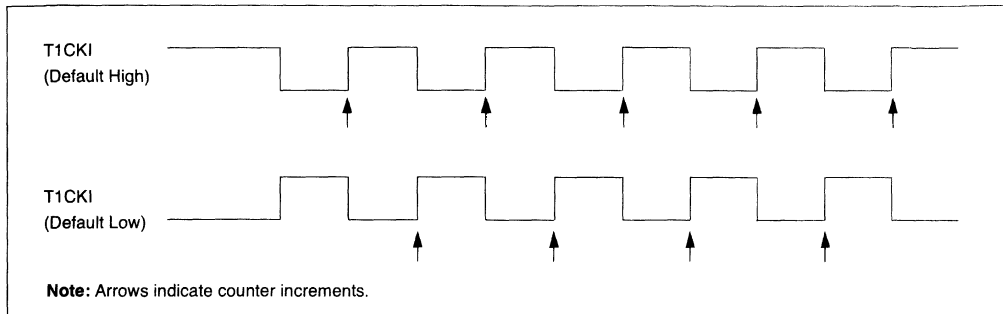 T1CKI
(Default High)
T1CKI
(Default Low)
Note: Arrows indicate counter increments.